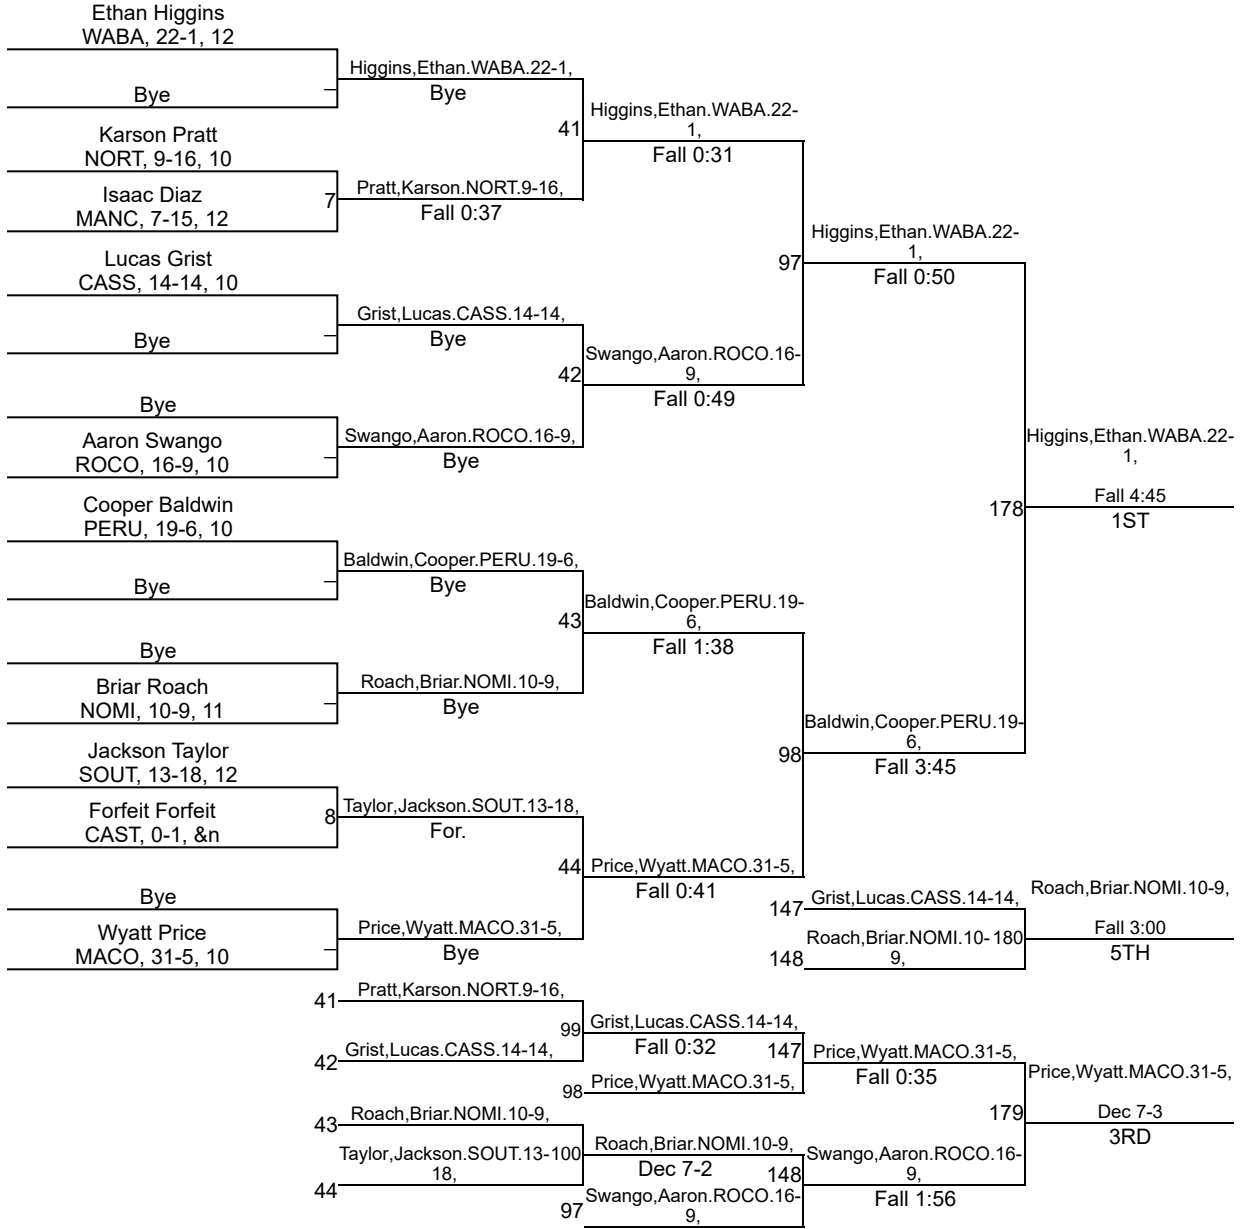 Ethan Higgins
WABA, 22-1, 12
Bye
Karson Pratt
NORT, 9-16, 10
Isaac Diaz
MANC, 7-15, 12
Lucas Grist
CASS, 14-14, 10
Bye
Bye
Aaron Swango
ROCO, 16-9, 10
Cooper Baldwin
PERU, 19-6, 10
Bye
Bye
Briar Roach
NOMI, 10-9, 11
Jackson Taylor
SOUT, 13-18, 12
Forfeit Forfeit
CAST, 0-1, &n
Bye
Wyatt Price
MACO, 31-5, 10
Higgins,Ethan.WABA.22-1,
Bye
7
Pratt,Karson.NORT.9-16,
Fall 0:37
Grist,Lucas.CASS.14-14,
Bye
Swango,Aaron.ROCO.16-9,
Bye
Baldwin,Cooper.PERU.19-6,
Bye
Roach,Briar.NOMI.10-9,
Bye
8
Taylor,Jackson.SOUT.13-18,
For.
Price,Wyatt.MACO.31-5,
Bye
41
Higgins,Ethan.WABA.22-
1,
Fall 0:31
42
Swango,Aaron.ROCO.16-
9,
Fall 0:49
43
Baldwin,Cooper.PERU.19-
6,
Fall 1:38
44
Price,Wyatt.MACO.31-5,
Fall 0:41
97
Higgins,Ethan.WABA.22-
1,
Fall 0:50
98
Baldwin,Cooper.PERU.19-
6,
Fall 3:45
178
Higgins,Ethan.WABA.22-
1,
Fall 4:45
1ST
147
Grist,Lucas.CASS.14-14,
148
Roach,Briar.NOMI.10-
9,
180
Roach,Briar.NOMI.10-9,
Fall 3:00
5TH
41
Pratt,Karson.NORT.9-16,
42
Grist,Lucas.CASS.14-14,
43
Roach,Briar.NOMI.10-9,
44
Taylor,Jackson.SOUT.13-
18,
99
Grist,Lucas.CASS.14-14,
Fall 0:32
98
Price,Wyatt.MACO.31-5,
100
Roach,Briar.NOMI.10-9,
Dec 7-2
97
Swango,Aaron.ROCO.16-
9,
147
Price,Wyatt.MACO.31-5,
Fall 0:35
148
Swango,Aaron.ROCO.16-
9,
Fall 1:56
179
Price,Wyatt.MACO.31-5,
Dec 7-3
3RD